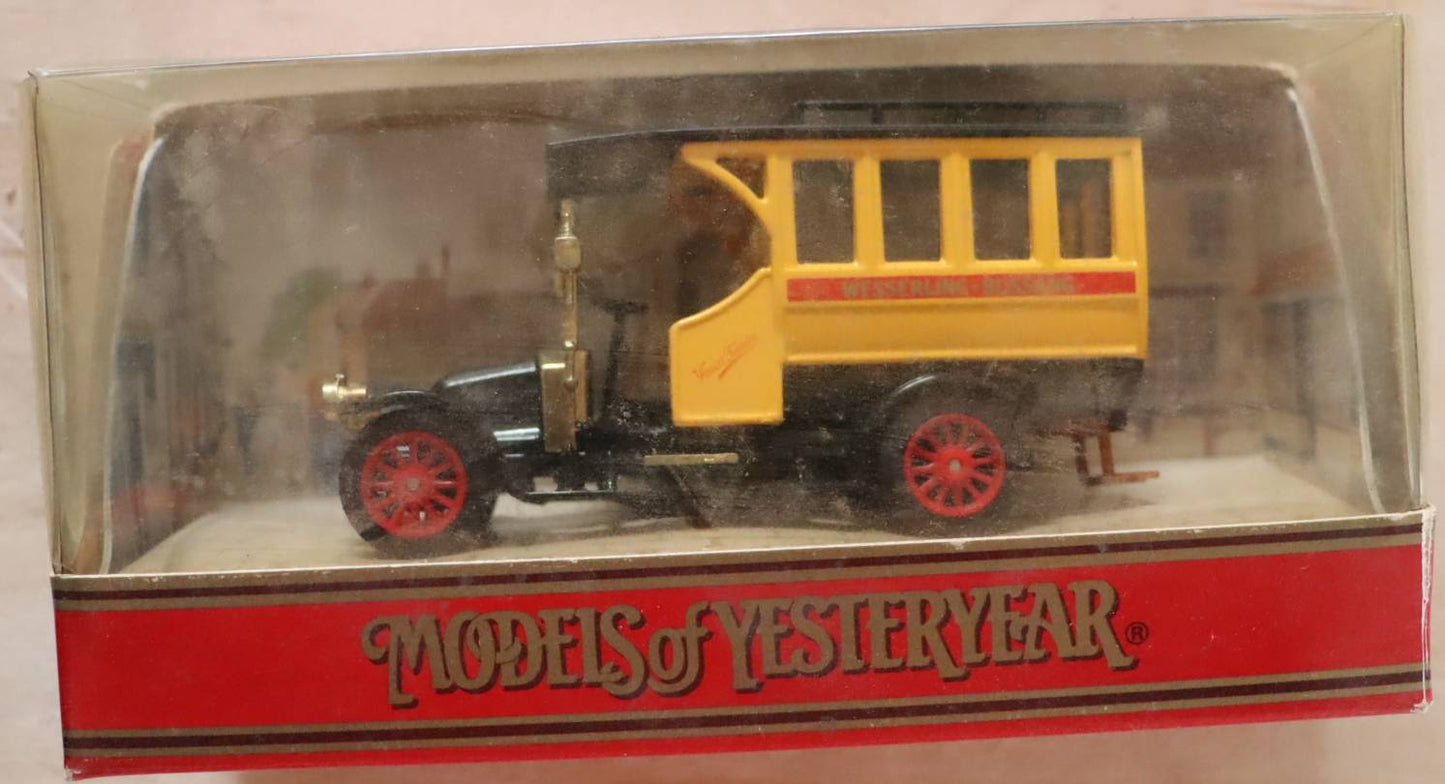 WESSERLING - BUSSANG
MODELS of YESTERYEAR®